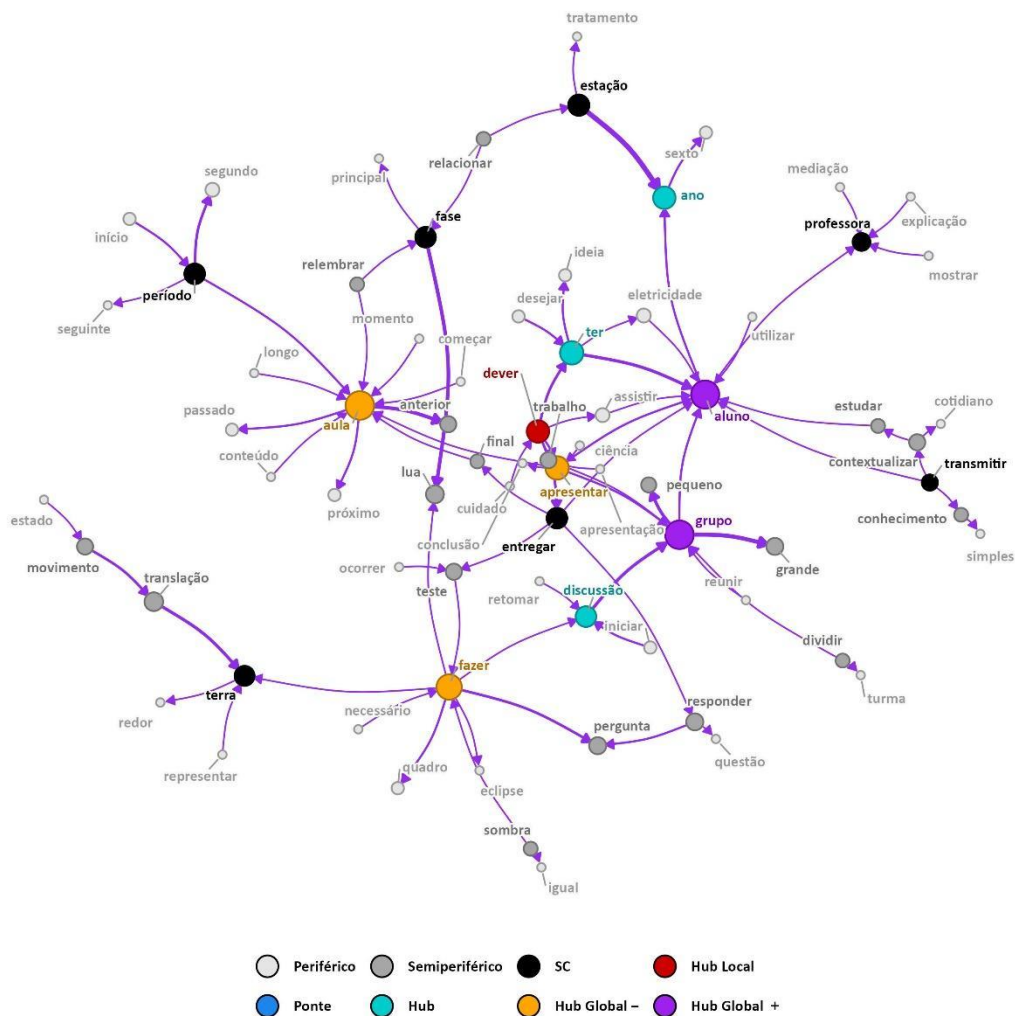 tratamento
estação
sexto
relacionar
principal
ano
mediação
segundo
explicação
professora
fase
início
relembrar
ideia
mostrar
período
desejar
eletricidade
seguinte
momento
ter
utilizar
começar
longo
dever
assistir
anterior
trabalho
aluno
cotidiano
passado
aula
estudar
final
ciência
contextualizar
transmitir
conteúdo
lua
apresentar
pequeno
próximo
cuidado
estado
apresentação
grupo
conhecimento
conclusão
entregar
simples
movimento
ocorrer
grande
translação
teste
discussão
reunir
retomar
iniciar
dividir
fazer
terra
turma
redor
necessário
responder
pergunta
representar
quadro
questão
eclipse
sombra
igual
Periférico Semiperiférico SC Hub Local
Ponte Hub Hub Global – Hub Global +